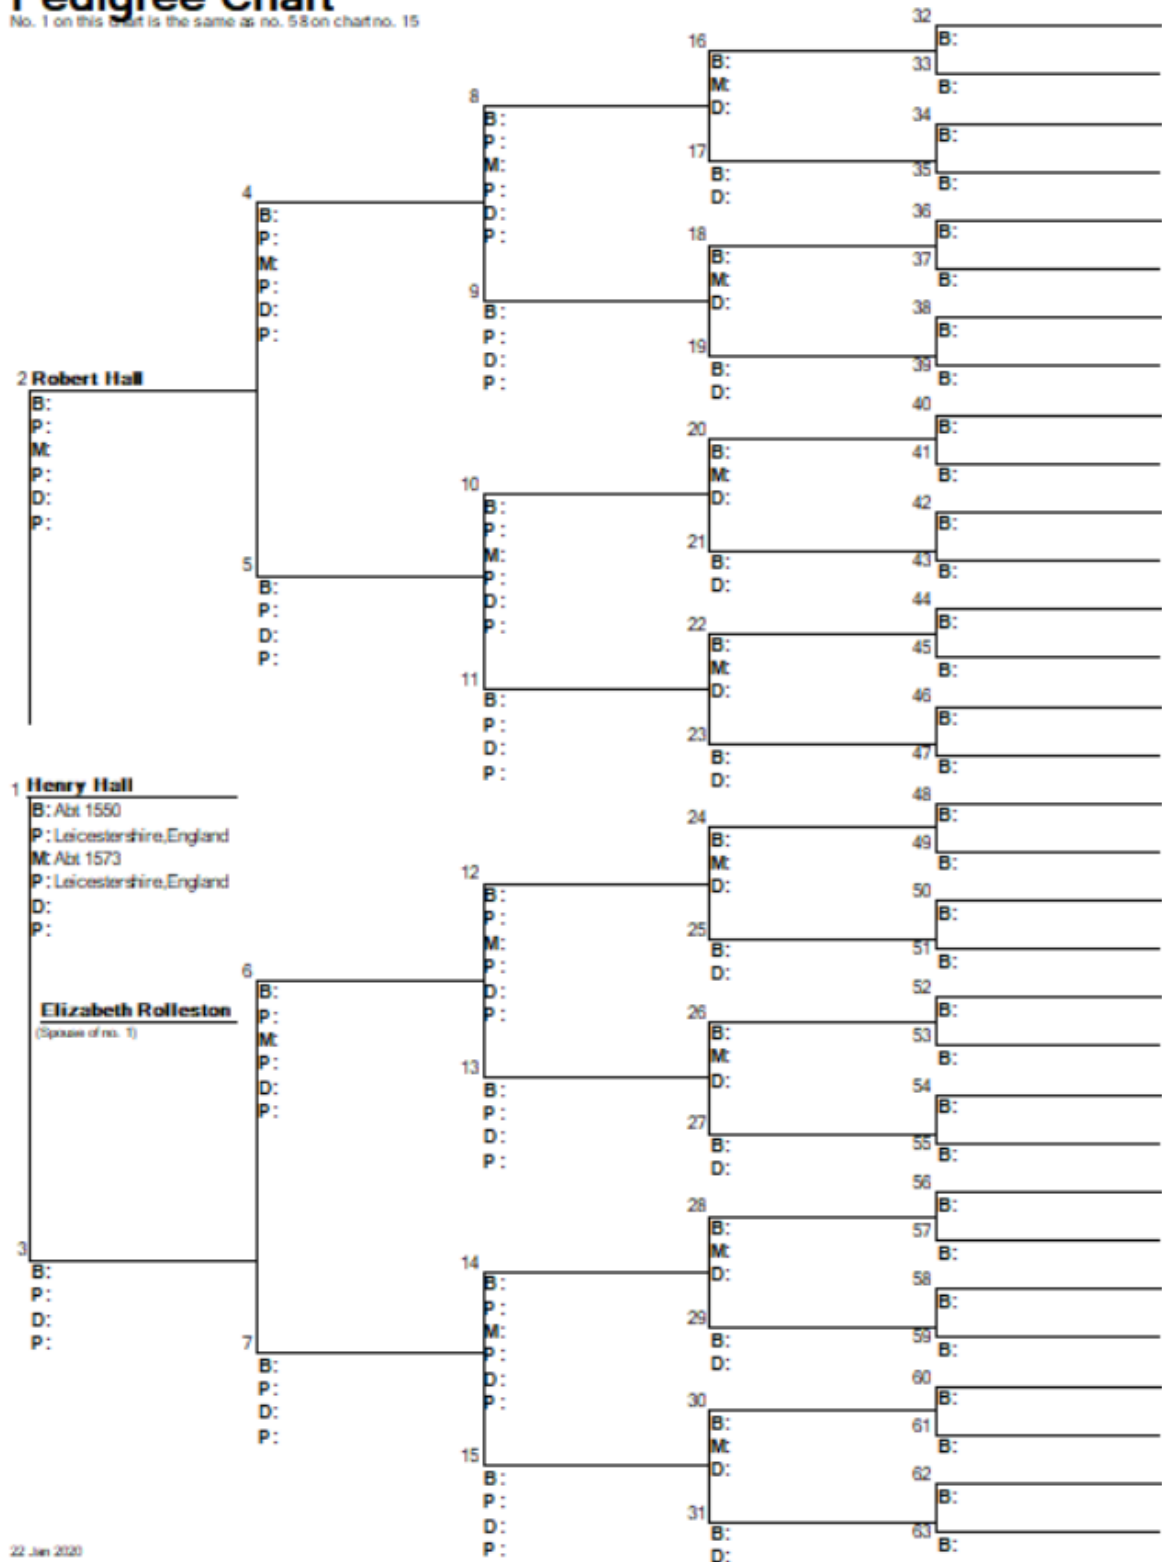 Pedigree Chart
No. 1 on this chart is the same as no. 58 on chart no. 15
2 Robert Hall
B:
P:
M:
P:
D:
P:
1 Henry Hall
B: Abt 1550
P: Leicestershire,England
M: Abt 1573
P: Leicestershire,England
D:
P:
Elizabeth Rolleston
(Spouse of no. 1)
3
B:
P:
D:
P:
4
B:
P:
M:
P:
D:
P:
5
B:
P:
D:
P:
6
B:
P:
M:
P:
D:
P:
7
B:
P:
D:
P:
8
B:
P:
M:
P:
D:
P:
9
B:
P:
D:
P:
10
B:
P:
M:
P:
D:
P:
11
B:
P:
D:
P:
12
B:
P:
M:
P:
D:
P:
13
B:
P:
D:
P:
14
B:
P:
M:
P:
D:
P:
15
B:
P:
D:
P:
16
B:
M:
D:
17
B:
D:
18
B:
M:
D:
19
B:
D:
20
B:
M:
D:
21
B:
D:
22
B:
M:
D:
23
B:
D:
24
B:
M:
D:
25
B:
D:
26
B:
M:
D:
27
B:
D:
28
B:
M:
D:
29
B:
D:
30
B:
M:
D:
31
B:
D:
32
B:
33
B:
34
B:
35
B:
36
B:
37
B:
38
B:
39
B:
40
B:
41
B:
42
B:
43
B:
44
B:
45
B:
46
B:
47
B:
48
B:
49
B:
50
B:
51
B:
52
B:
53
B:
54
B:
55
B:
56
B:
57
B:
58
B:
59
B:
60
B:
61
B:
62
B:
63
B:
22 Jan 2020